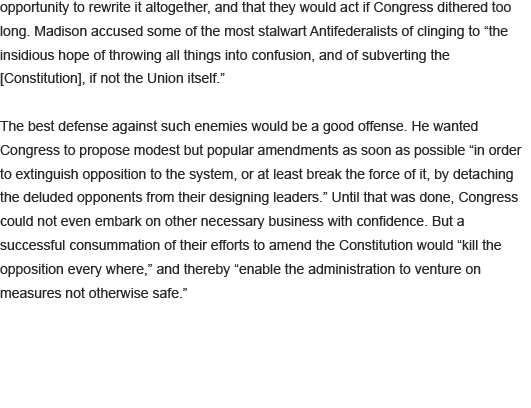 opportunity to rewrite it altogether, and that they would act if Congress dithered too
long. Madison accused some of the most stalwart Antifederalists of clinging to “the
insidious hope of throwing all things into confusion, and of subverting the
[Constitution], if not the Union itself.”
The best defense against such enemies would be a good offense. He wanted
Congress to propose modest but popular amendments as soon as possible “in order
to extinguish opposition to the system, or at least break the force of it, by detaching
the deluded opponents from their designing leaders.” Until that was done, Congress
could not even embark on other necessary business with confidence. But a
successful consummation of their efforts to amend the Constitution would “kill the
opposition every where,” and thereby “enable the administration to venture on
measures not otherwise safe.”